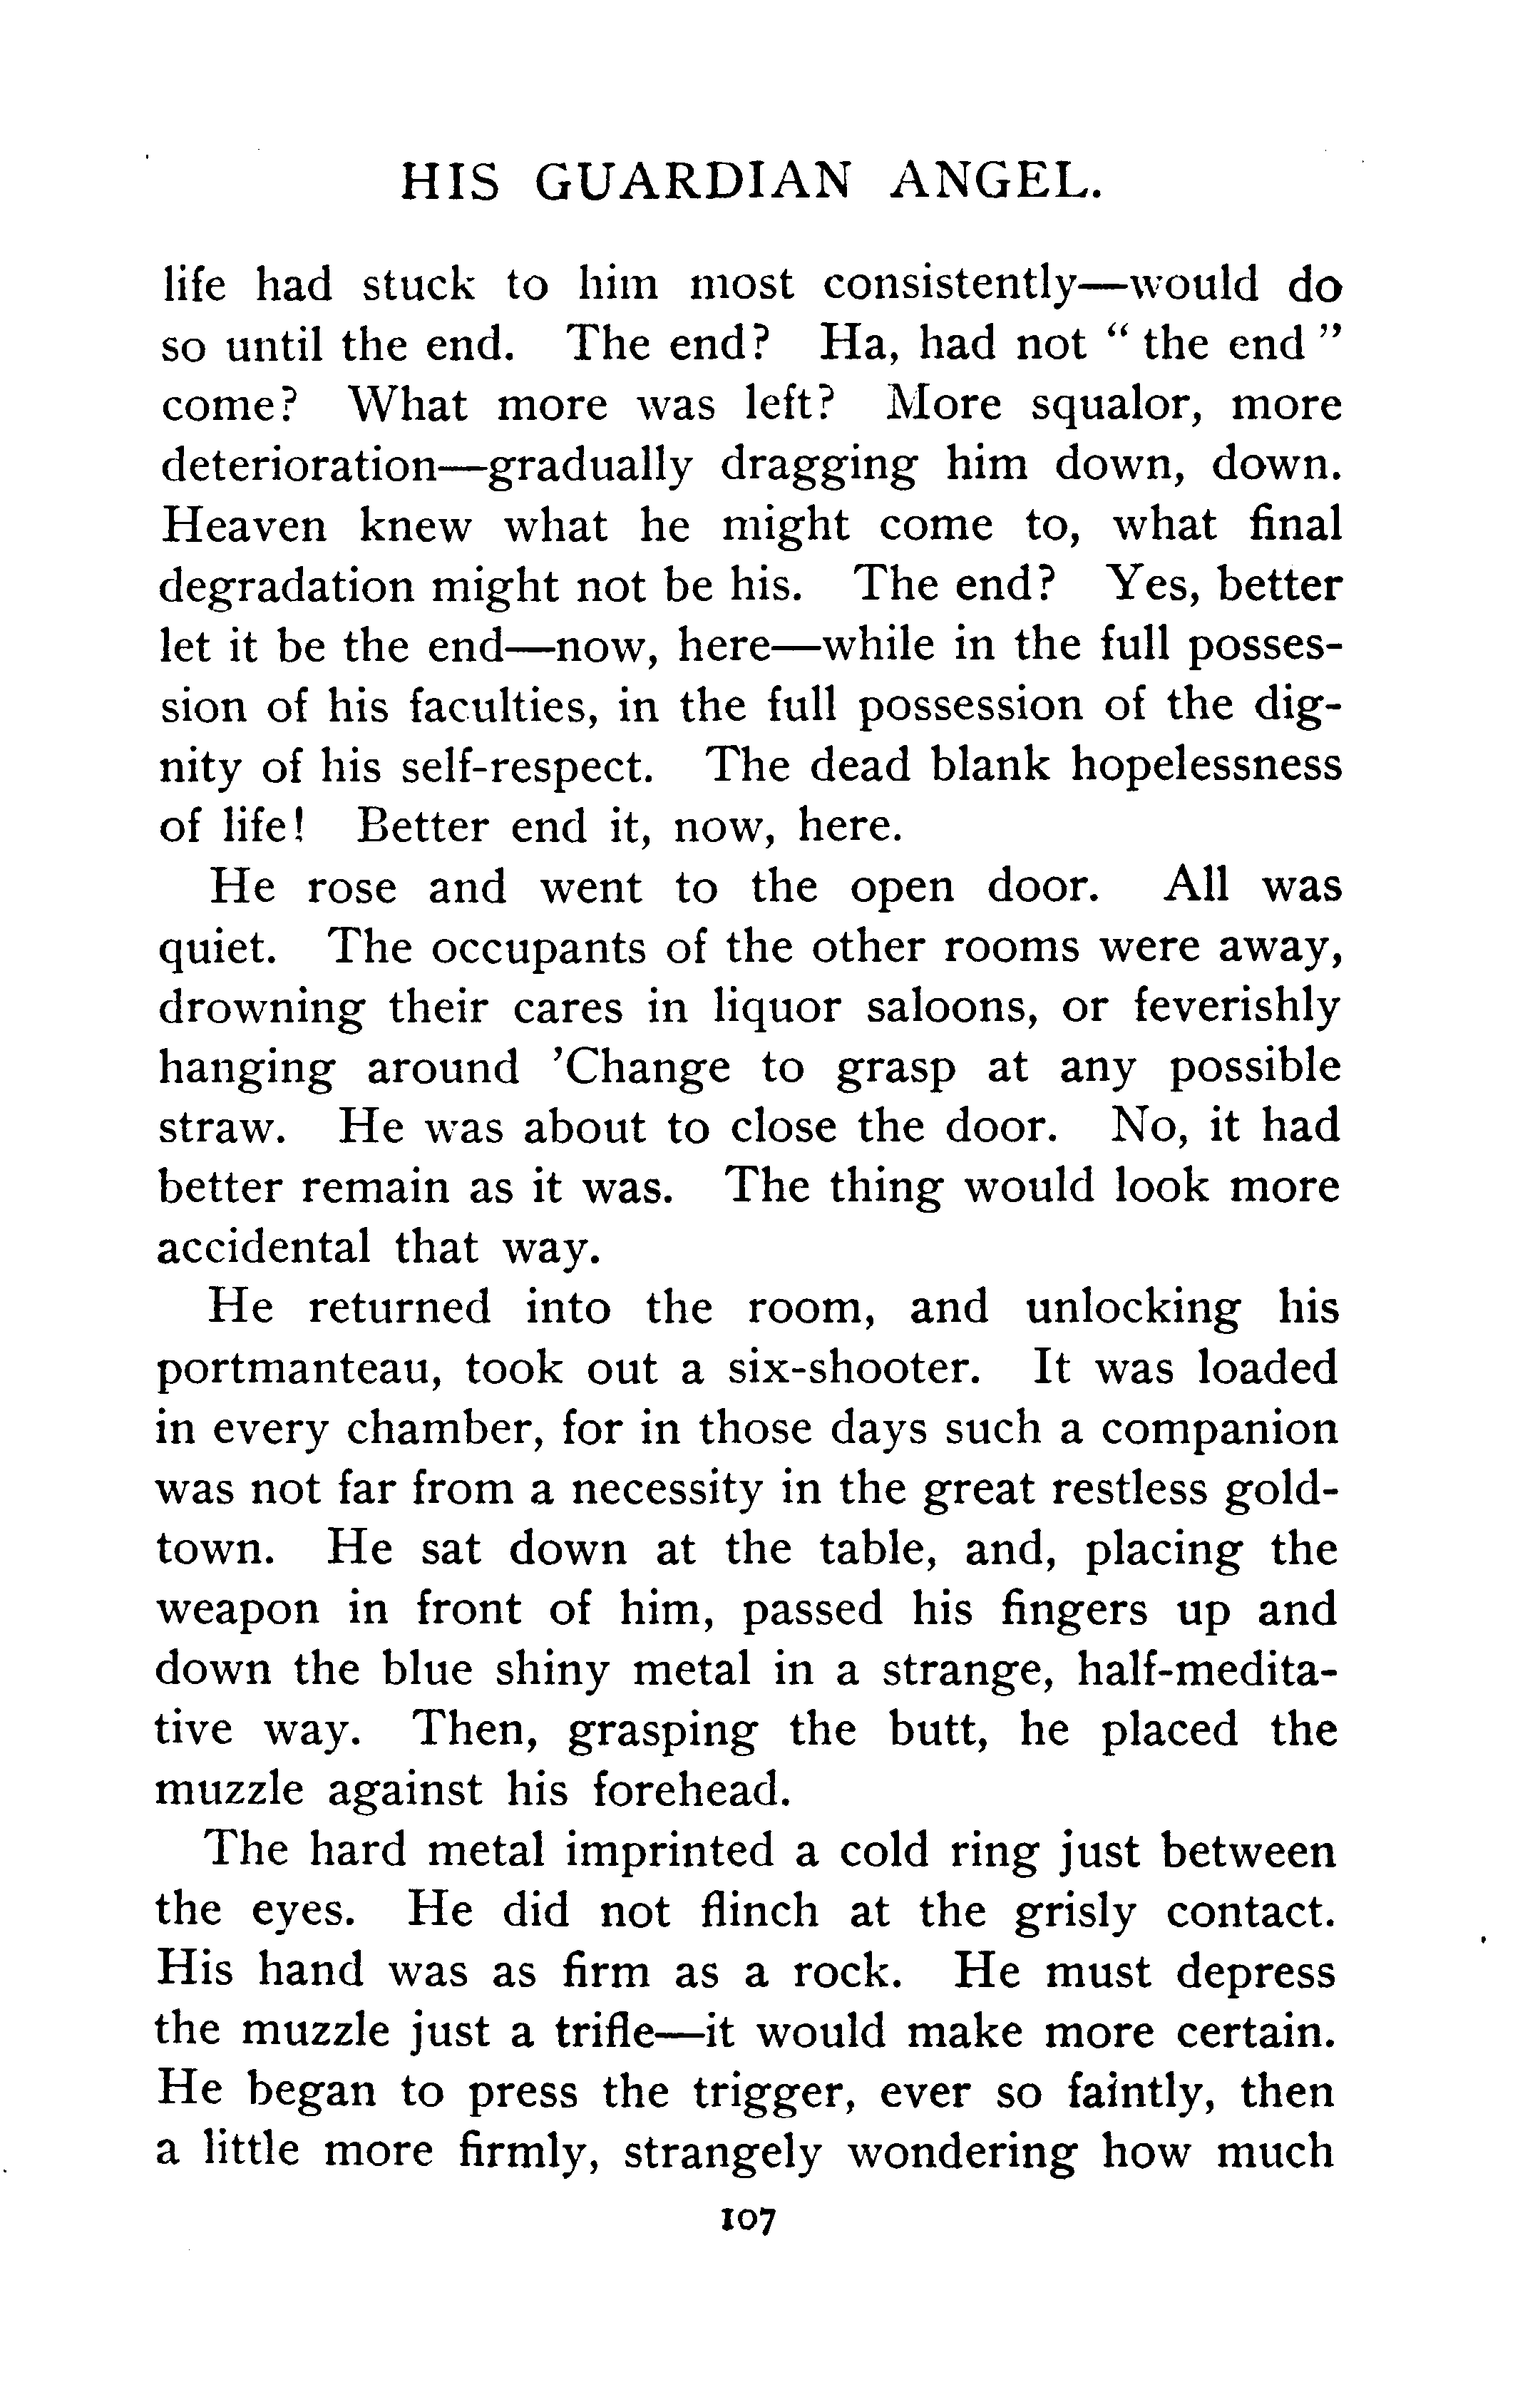 HIS GUARDIAN ANGEL.
life had stuck to him most consistently—would do
so until the end. The end? Ha, had not “ the end ”
come? What more was left? More squalor, more
deterioration—gradually dragging him down, down.
Heaven knew what he might come to, what final
degradation might not be his. The end? Yes, better
let it be the end—now, here—while in the full posses-
sion of his faculties, in the full possession of the dig-
nity of his self-respect. The dead blank hopelessness
of life! Better end it, now, here.
He rose and went to the open door. All was
quiet. The occupants of the other rooms were away,
drowning their cares in liquor saloons, or feverishly
hanging around ’Change to grasp at any possible
straw. He was about to close the door. No, it had
better remain as it was. The thing would look more
accidental that way.
He returned into the room, and unlocking his
portmanteau, took out a six-shooter. It was loaded
in every chamber, for in those days such a companion
was not far from a necessity in the great restless gold-
town. He sat down at the table, and, placing the
weapon in front of him, passed his fingers up and
down the blue shiny metal in a strange, half-medita-
tive way. Then, grasping the butt, he placed the
muzzle against his forehead.
The hard metal imprinted a cold ring just between
the eyes. He did not flinch at the grisly contact.
His hand was as firm as a rock. He must depress
the muzzle just a trifle—it would make more certain.
He began to press the trigger, ever so faintly, then
a little more firmly, strangely wondering how much
107